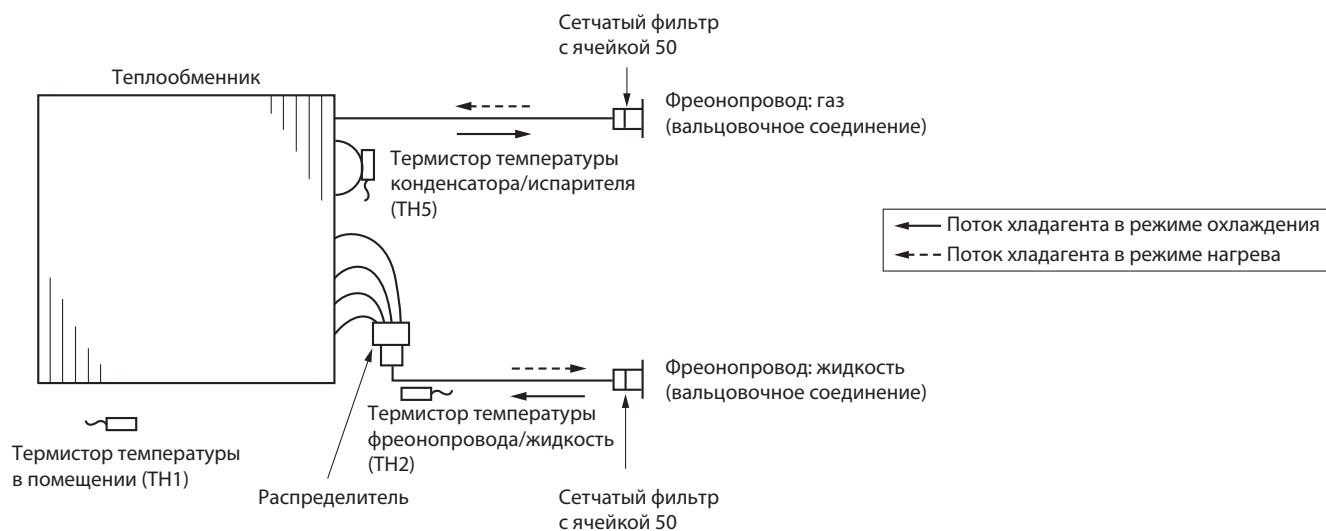 Сетчатый фильтр
с ячейкой 50
Теплообменник
Фреонопровод: газ
(вальцовочное соединение)
Термистор температуры
конденсатора/испарителя
(TH5)
Поток хладагента в режиме охлаждения
Поток хладагента в режиме нагрева
Фреонопровод: жидкость
(вальцовочное соединение)
Термистор температуры
фреонопровода/жидкость
(TH2)
Термистор температуры
в помещении (TH1)
Распределитель
Сетчатый фильтр
с ячейкой 50